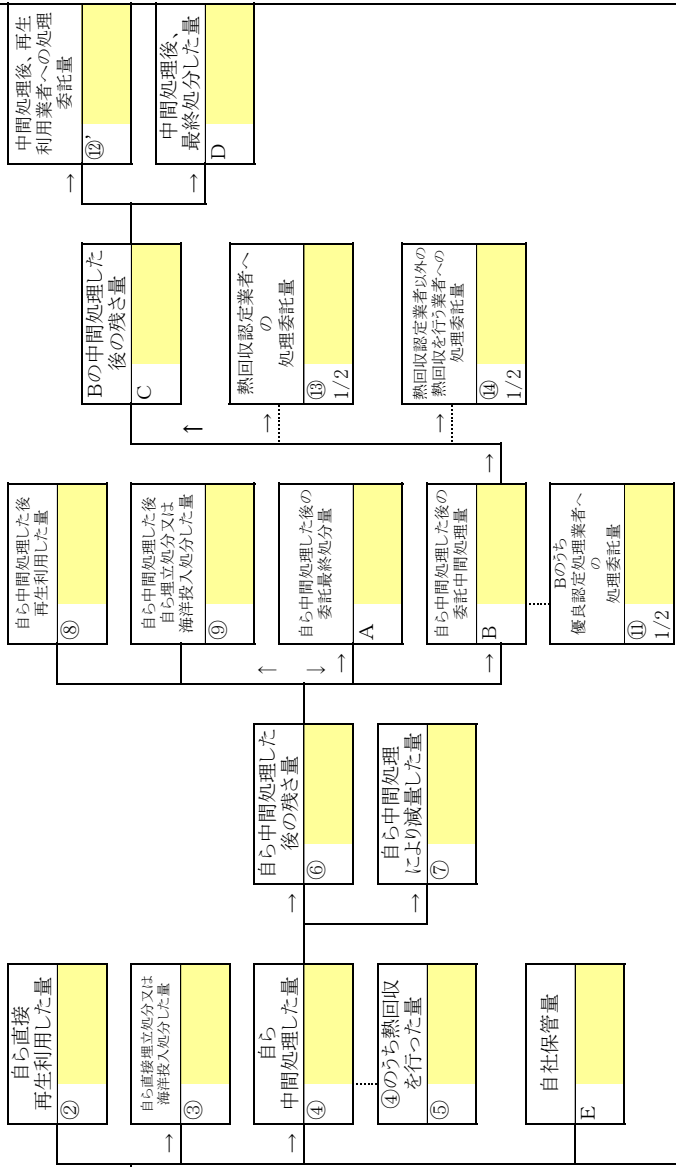 自ら直接
再生利用した量
②
自ら直接埋立処分又は
海洋投入処分した量
③
→
自ら
中間処理した量
④
→
④のうち熱回収
を行った量
⑤
自社保管量
E
自ら中間処理した
後の残さ量
⑥
→
自ら中間処理
により減量した量
⑦
→
自ら中間処理した後
再生利用した量
⑧
自ら中間処理した後
自ら埋立処分又は
海洋投入処分した量
⑨
↑
↓
→
自ら中間処理した後の
委託最終処分量
A
→
自ら中間処理した後の
委託中間処理量
B
Bのうち
優良認定処理業者へ
の
処理委託量
⑪
1/2
→
↑
Bの中間処理した
後の残さ量
C
→
熱回収認定業者へ
の
処理委託量
⑬
1/2
→
熱回収認定業者以外の
熱回収を行う業者への
処理委託量
⑭
1/2
→
中間処理後、再生
利用業者への処理
委託量
⑫'
→
中間処理後、
最終処分した量
D